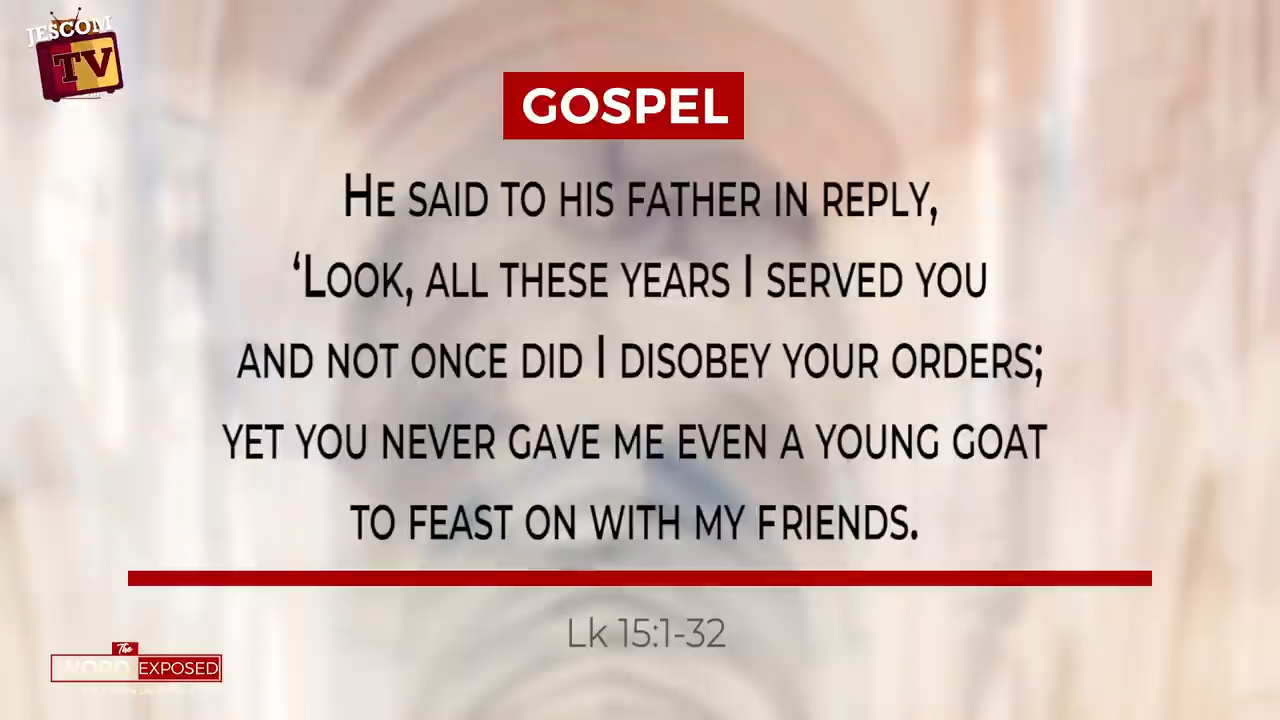 JESCOM
TV
GOSPEL
He said to his father in reply,
‘Look, all these years I served you
and not once did I disobey your orders;
yet you never gave me even a young goat
to feast on with my friends.
Lk 15:1-32
The
WORD EXPOSED